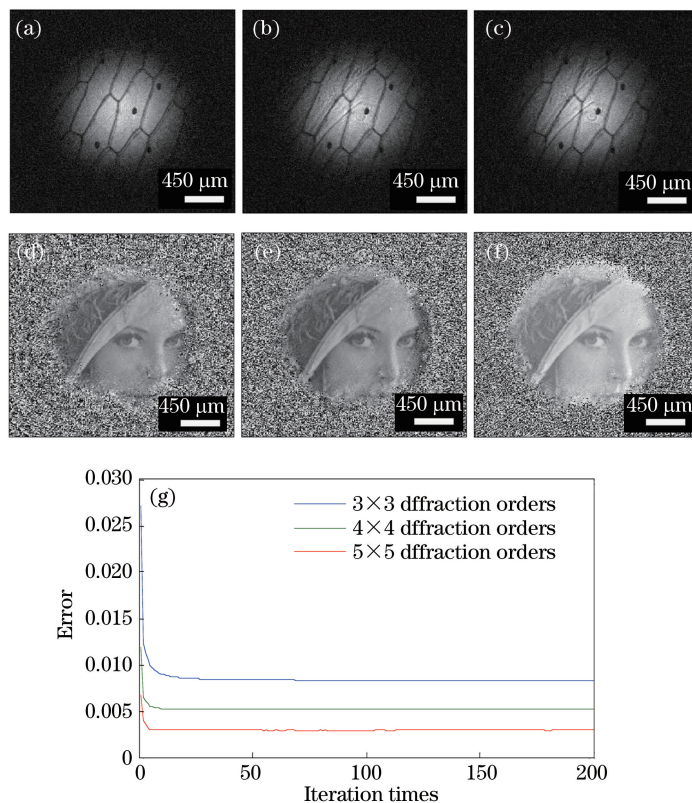 (a)
450 μm
(b)
450 μm
(c)
450 μm
(d)
450 μm
(e)
450 μm
(f)
450 μm
(g)
0.030
0.025
0.020
0.015
0.010
0.005
0
Error
3×3 dffraction orders
4×4 dffraction orders
5×5 dffraction orders
0
50
100
150
200
Iteration times